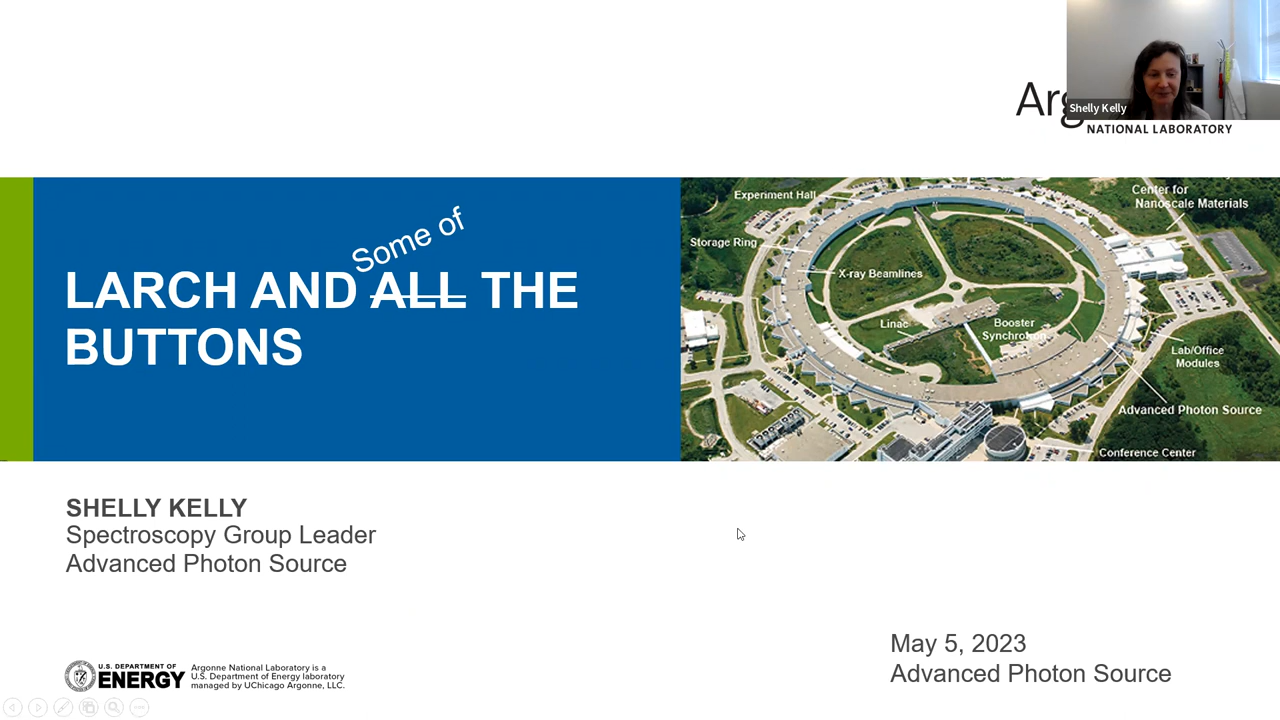 Shelly Kelly
Arg
NATIONAL LABORATORY
Some of
LARCH AND ALL THE
BUTTONS
Experiment Hall
Center for
Nanoscale Materials
Storage Ring
X-ray Beamlines
Linac
Booster
Synchrotron
Lab/Office
Modules
Advanced Photon Source
Conference Center
SHELLY KELLY
Spectroscopy Group Leader
Advanced Photon Source
May 5, 2023
Advanced Photon Source
U.S. DEPARTMENT OF
ENERGY
Argonne National Laboratory is a
U.S. Department of Energy laboratory
managed by UChicago Argonne, LLC.